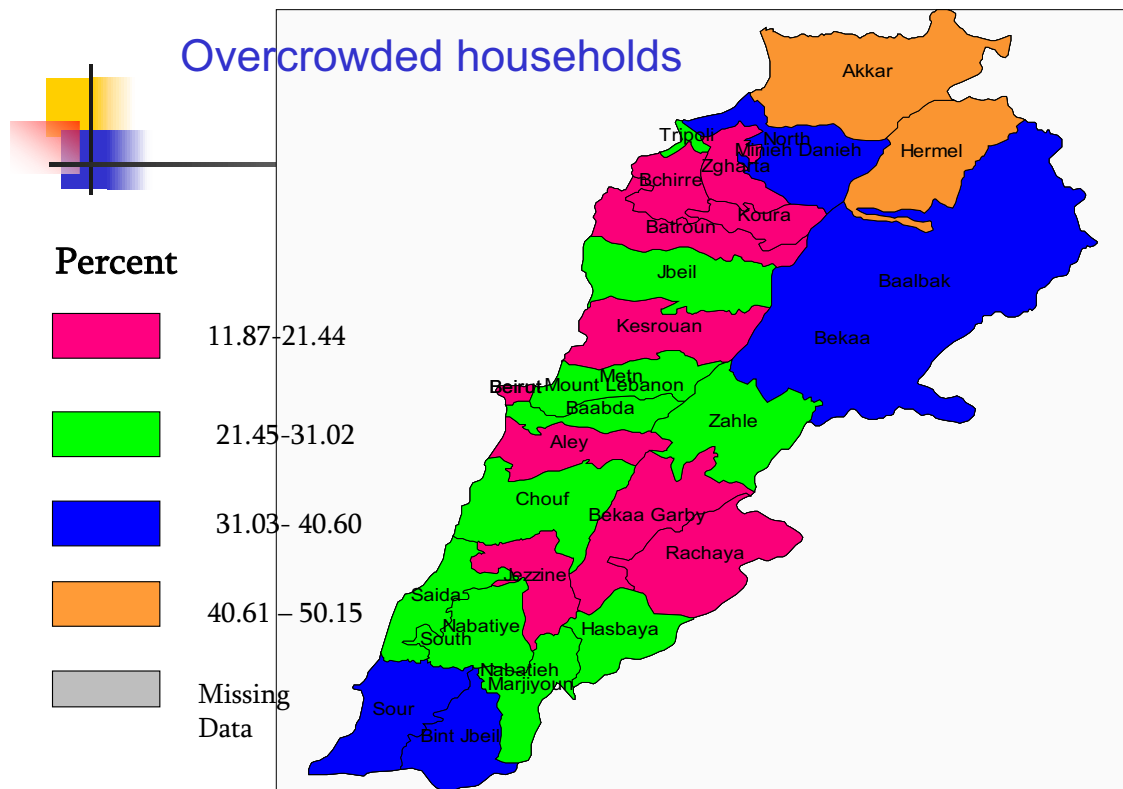 Overcrowded households
Percent
11.87-21.44
21.45-31.02
31.03- 40.60
40.61 – 50.15
Missing
Data
Akkar
Tripoli
North
Minieh Danieh
Hermel
Zgharta
Bchirre
Koura
Batroun
Jbeil
Baalbak
Kesrouan
Bekaa
Metn
Beirut
Mount Lebanon
Baabda
Zahle
Aley
Chouf
Bekaa Garby
Rachaya
Jezzine
Saida
Nabatiye
Hasbaya
South
Nabatieh
Marjiyoun
Sour
Bint Jbeil